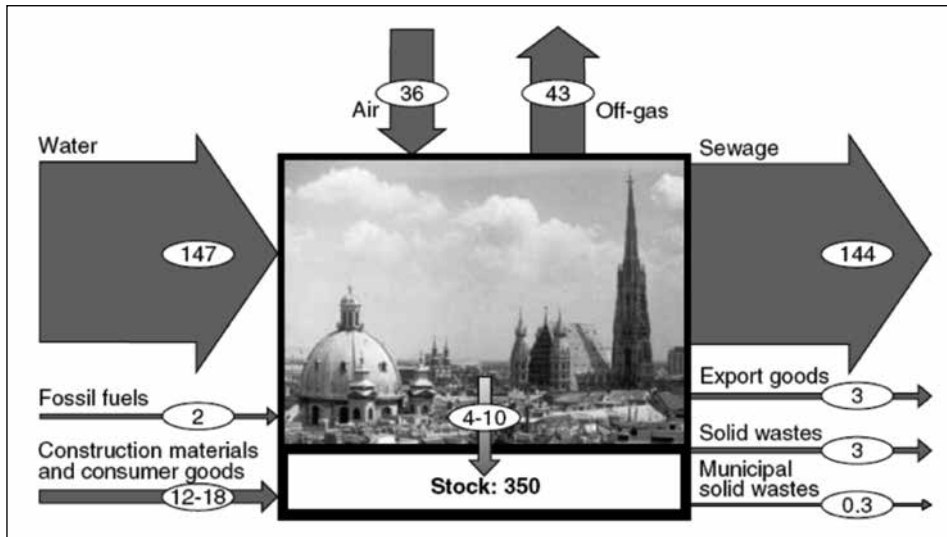 36
43
Air
Off-gas
Water
Sewage
147
144
Fossil fuels
2
Construction materials
and consumer goods
12-18
4-10
Stock: 350
Export goods
3
Solid wastes
3
Municipal
solid wastes
0.3